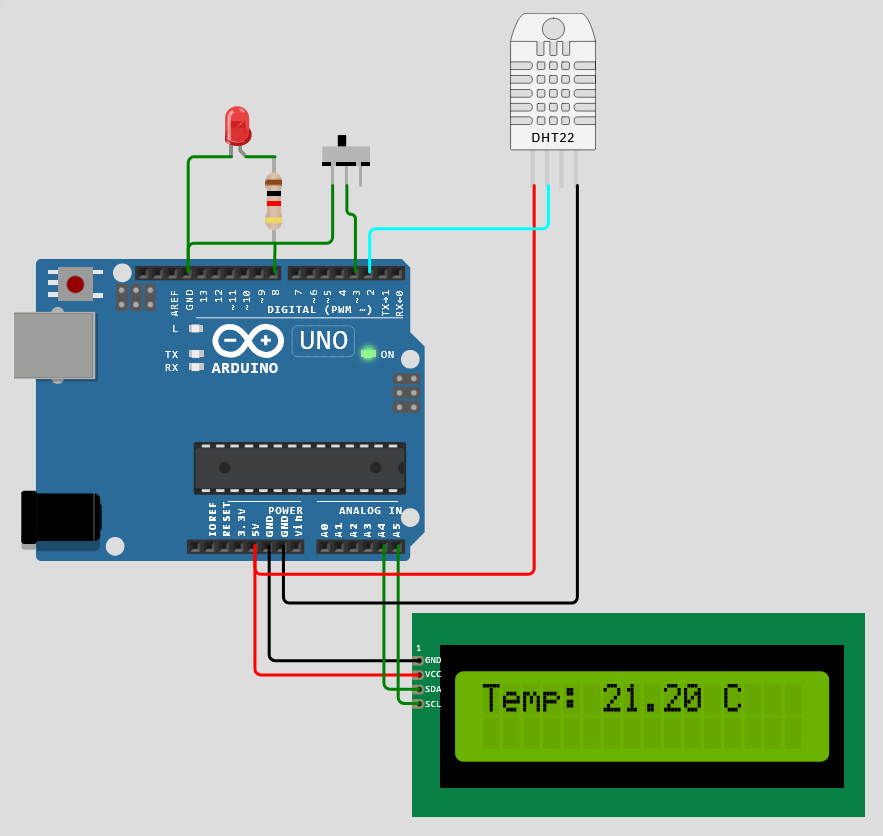 DHT22
AREF
GND
13
12
~11
~10
~9
8
7
~6
~5
4
~3
2
TX→1
RX←0
DIGITAL (PWM ~)
L
TX
RX
UNO
ON
ARDUINO
POWER
ANALOG IN
IOREF
RESET
3.3V
5V
GND
GND
Vin
A0
A1
A2
A3
A4
A5
1
GND
VCC
SDA
SCL
Temp: 21.20 C